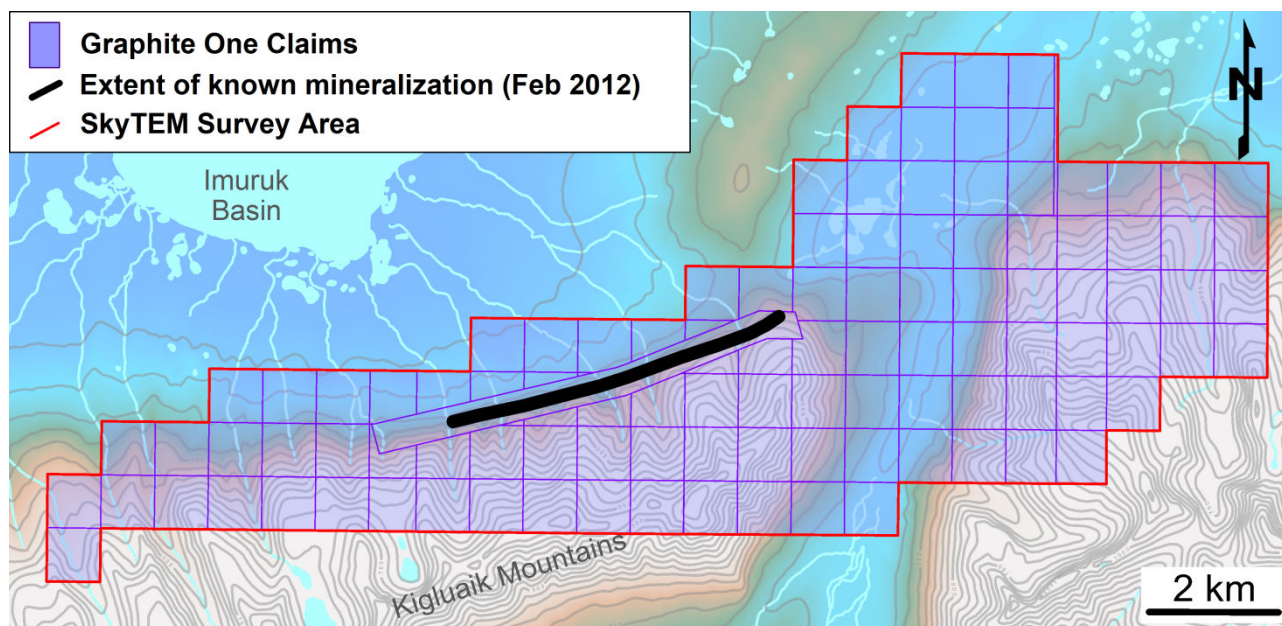 Graphite One Claims
Extent of known mineralization (Feb 2012)
SkyTEM Survey Area
N
Imuruk
Basin
Kigluaik Mountains
2 km